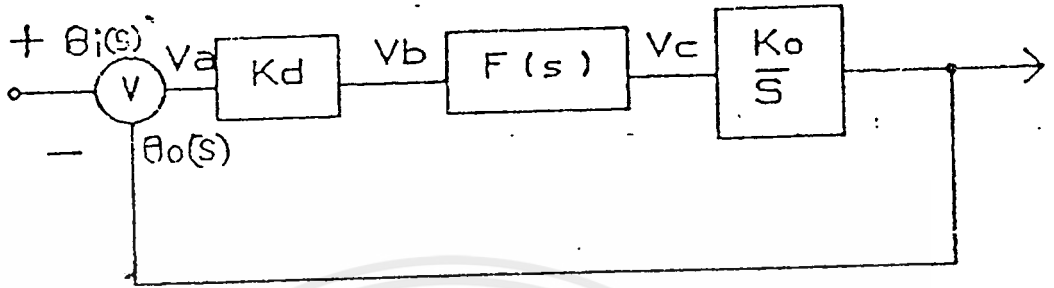 + θi(s)
Va
Kd
Vb
F(s)
Vc
Ko
S
V
− θo(s)